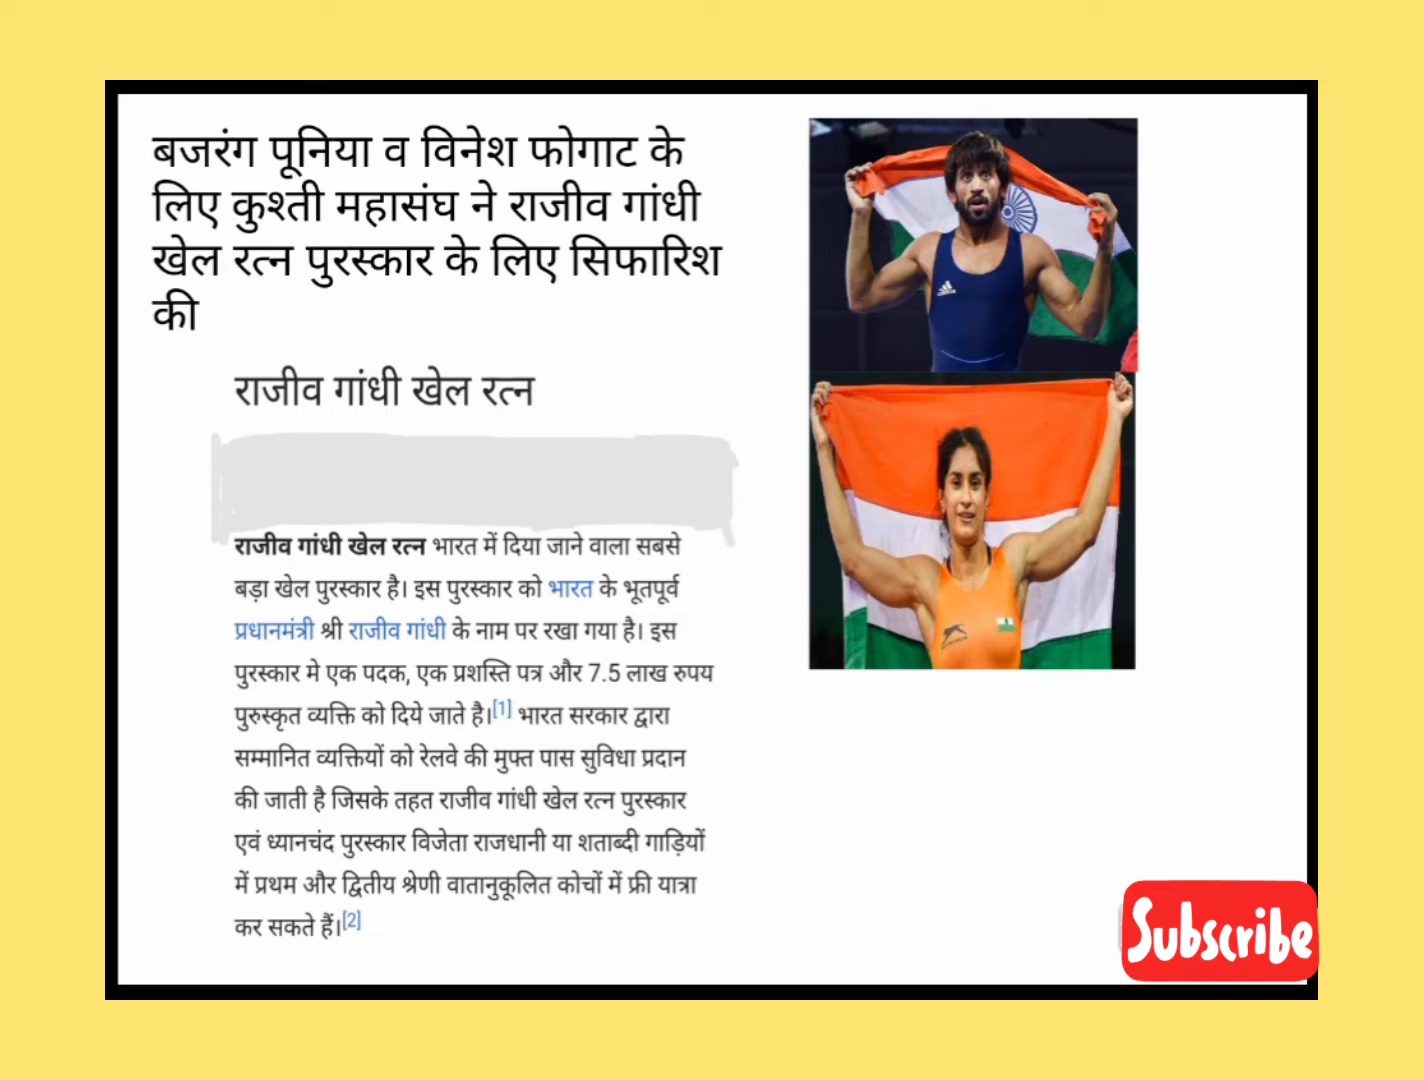 बजरंग पूनिया व विनेश फोगाट के
लिए कुश्ती महासंघ ने राजीव गांधी
खेल रत्न पुरस्कार के लिए सिफारिश
की
राजीव गांधी खेल रत्न
राजीव गांधी खेल रत्न भारत में दिया जाने वाला सबसे
बड़ा खेल पुरस्कार है। इस पुरस्कार को भारत के भूतपूर्व
प्रधानमंत्री श्री राजीव गांधी के नाम पर रखा गया है। इस
पुरस्कार मे एक पदक, एक प्रशस्ति पत्र और 7.5 लाख रुपय
पुरुस्कृत व्यक्ति को दिये जाते है।[1] भारत सरकार द्वारा
सम्मानित व्यक्तियों को रेलवे की मुफ्त पास सुविधा प्रदान
की जाती है जिसके तहत राजीव गांधी खेल रत्न पुरस्कार
एवं ध्यानचंद पुरस्कार विजेता राजधानी या शताब्दी गाड़ियों
में प्रथम और द्वितीय श्रेणी वातानुकूलित कोचों में फ्री यात्रा
कर सकते हैं।[2]
adidas
Subscribe